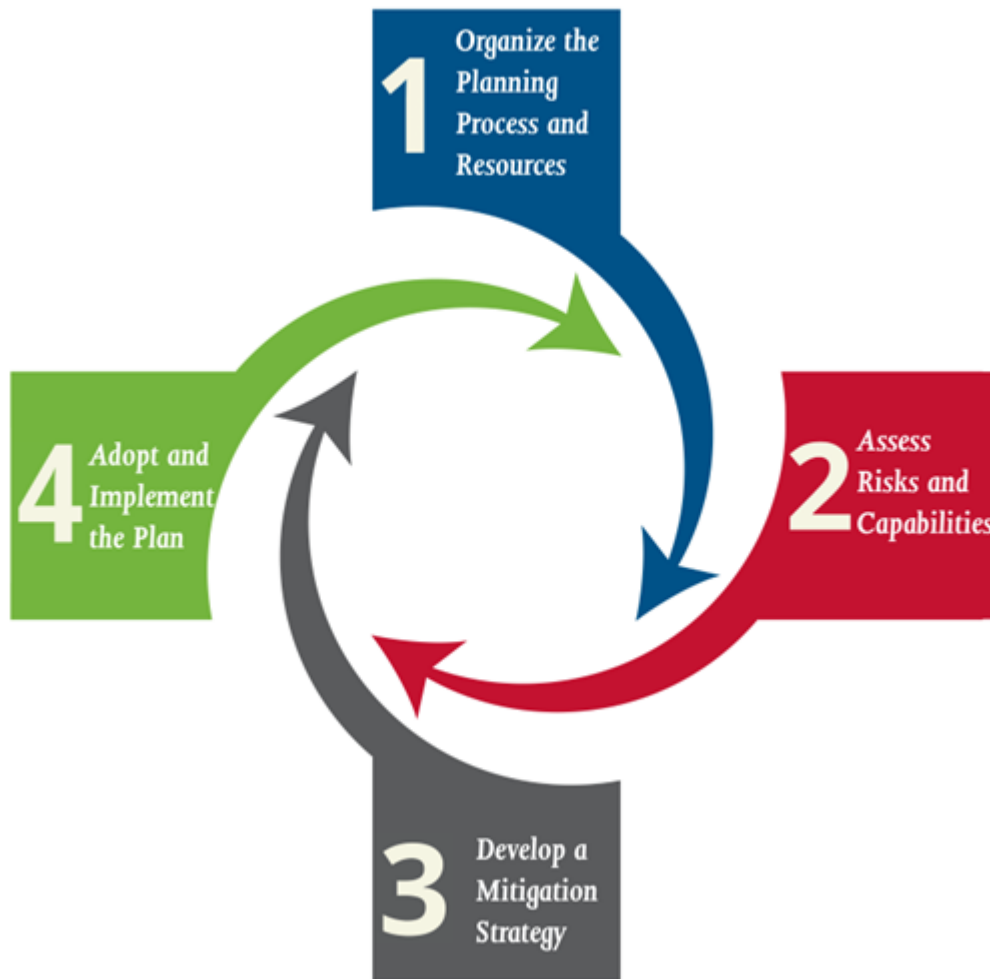 1
Organize the
Planning
Process and
Resources
2
Assess
Risks and
Capabilities
3
Develop a
Mitigation
Strategy
4
Adopt and
Implement
the Plan